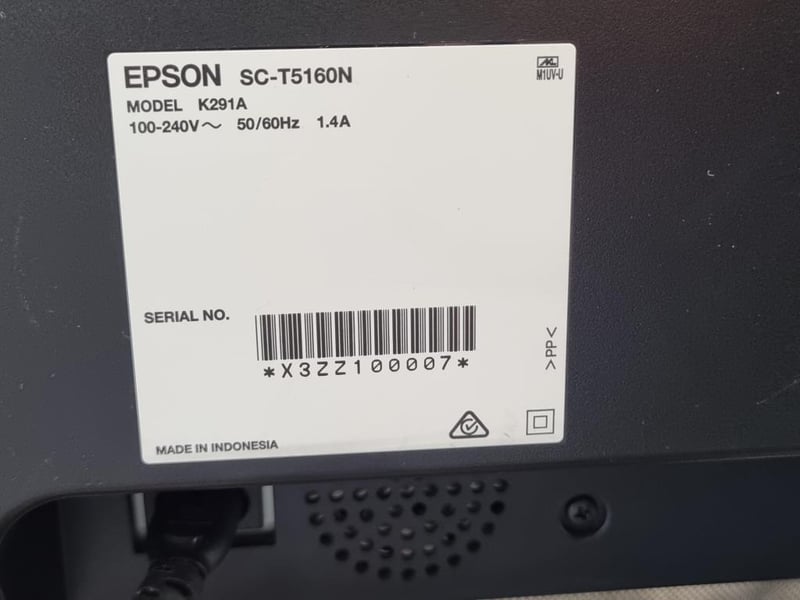 EPSON SC-T5160N
M1UV-U
MODEL K291A
100-240V～ 50/60Hz 1.4A
SERIAL NO.
*X3ZZ100007*
>PP<
MADE IN INDONESIA